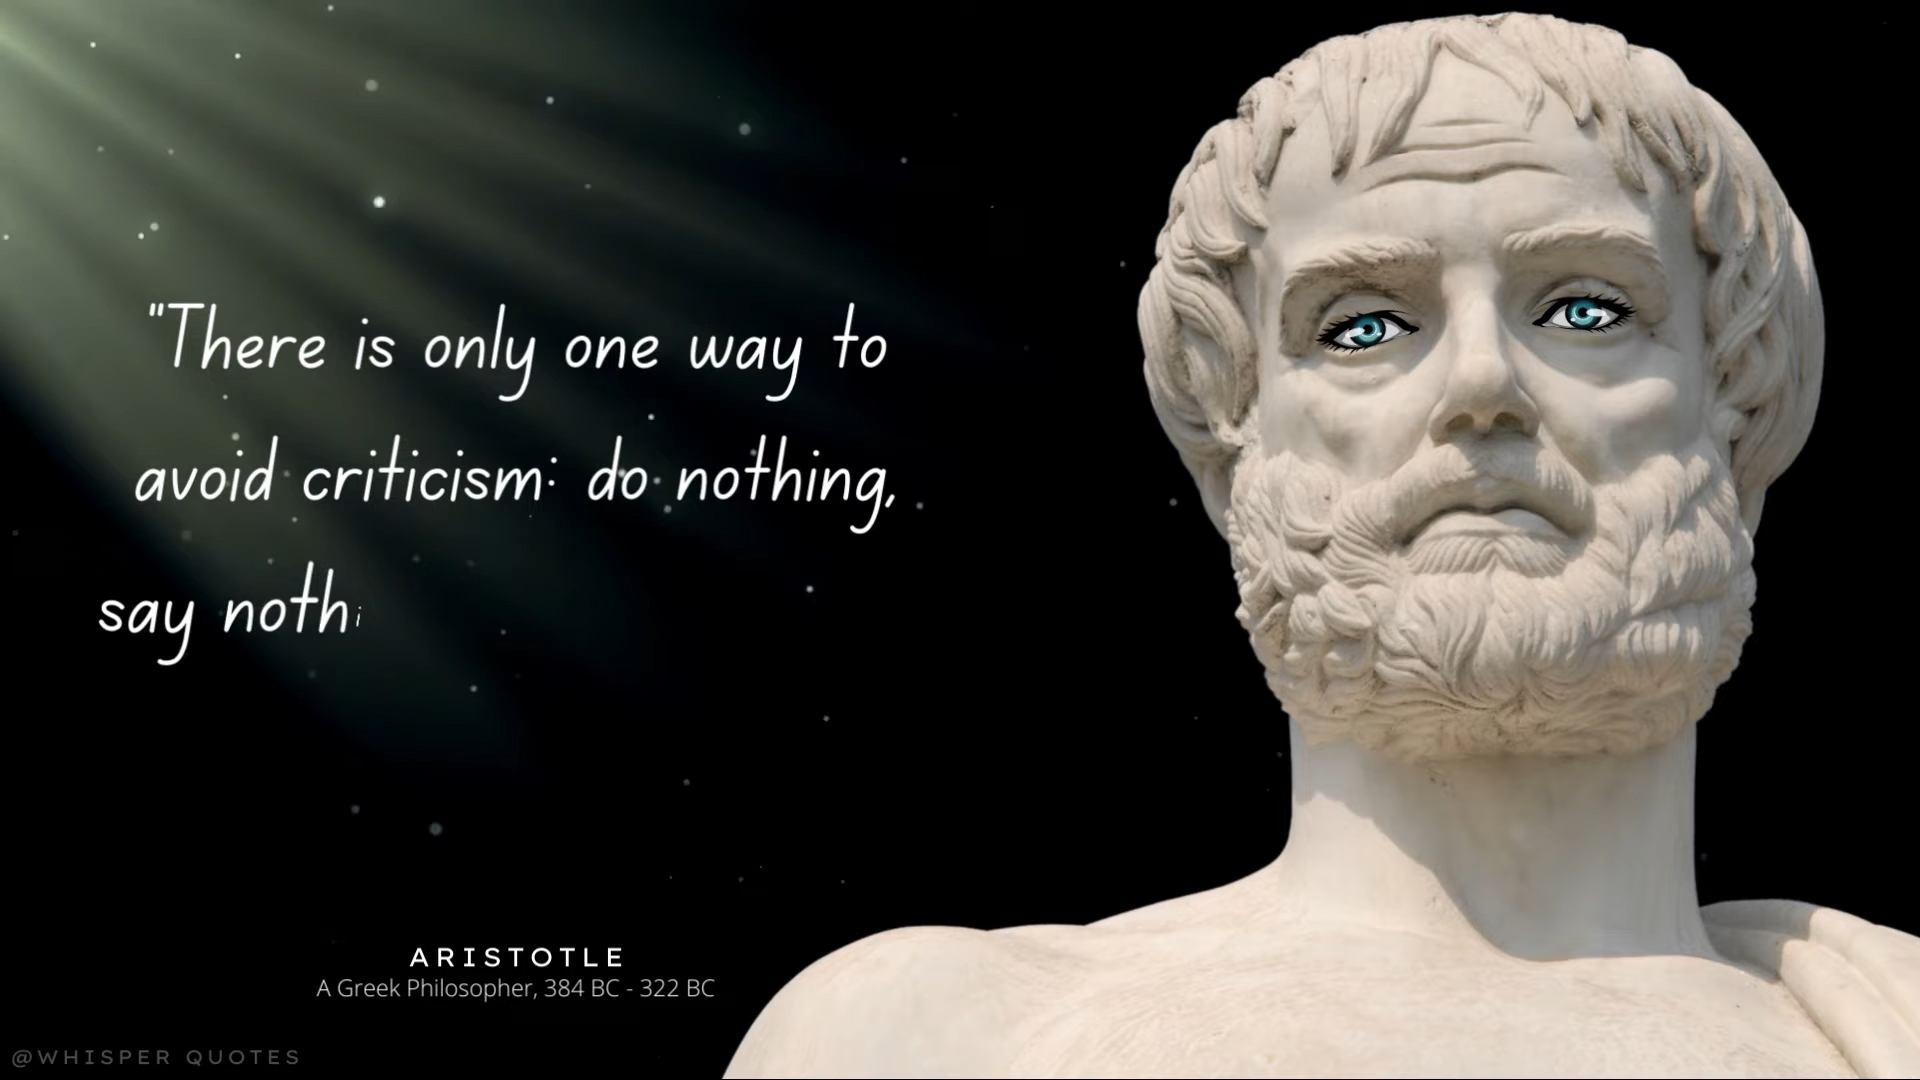 "There is only one way to
avoid criticism: do nothing,
say nothi
ARISTOTLE
A Greek Philosopher, 384 BC - 322 BC
@WHISPER QUOTES